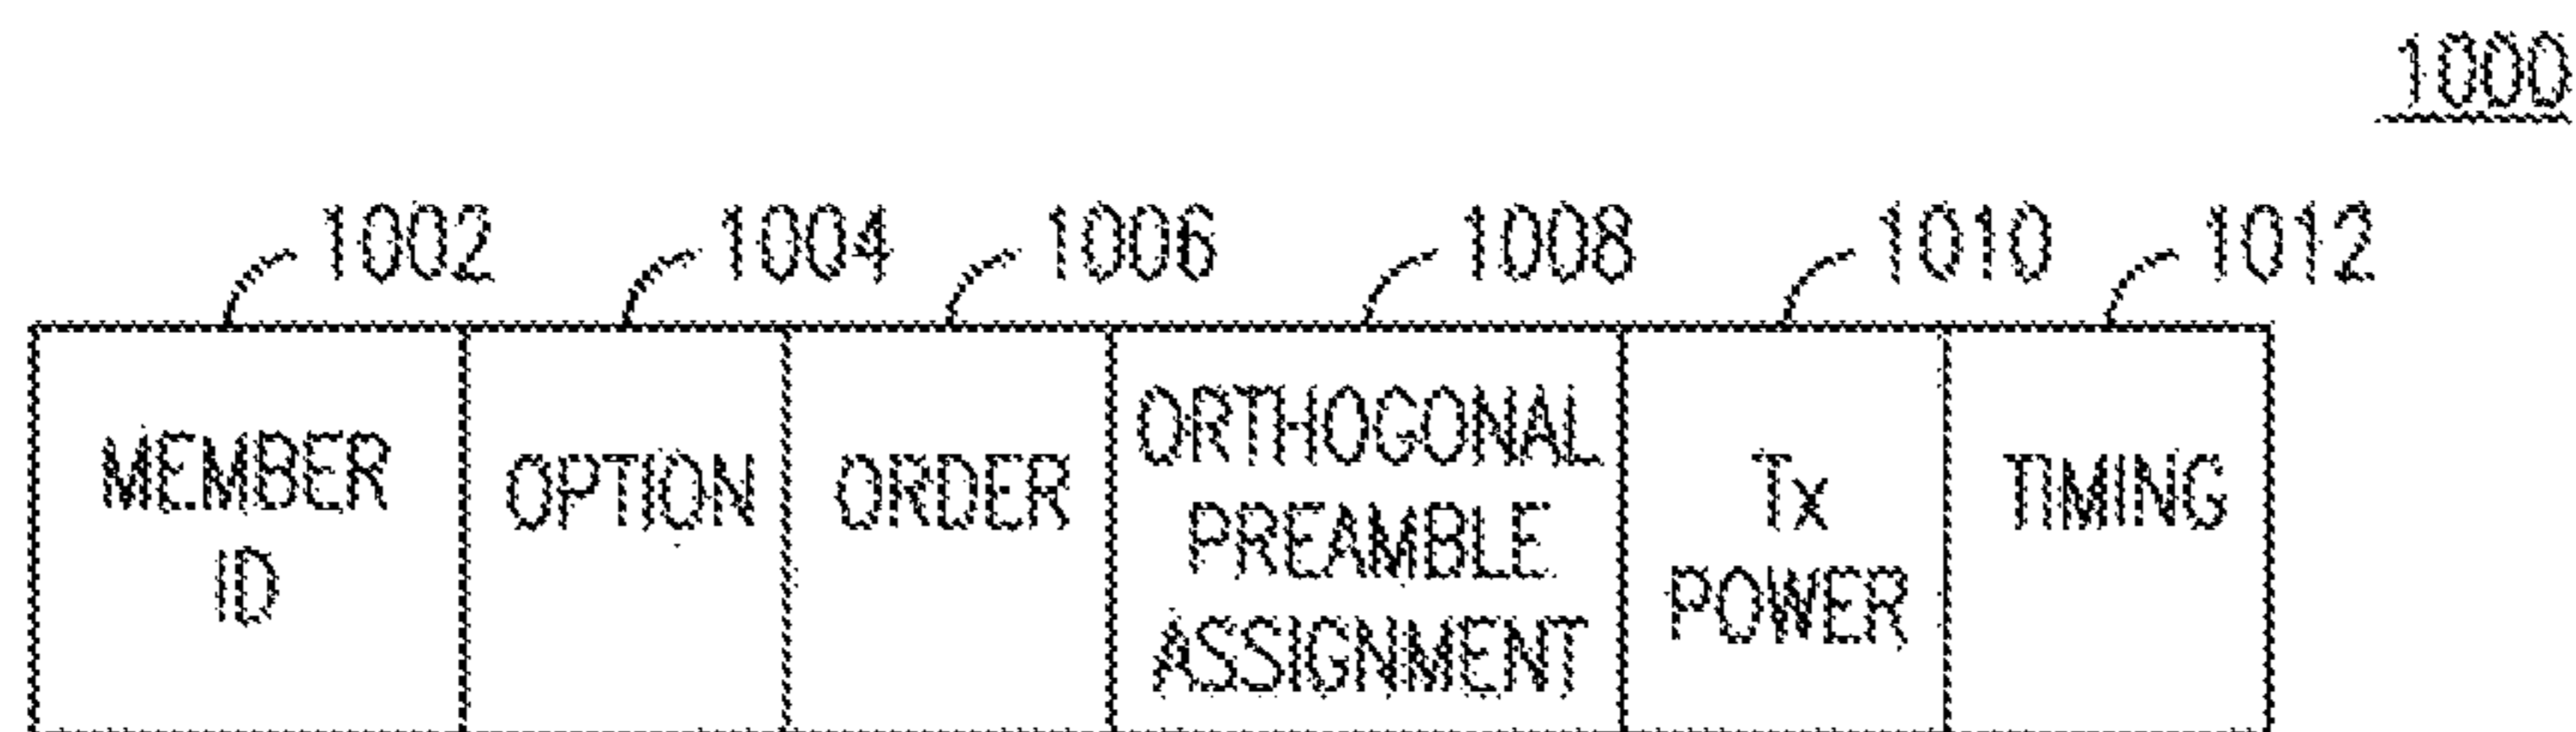 1000
1002 1004 1006 1008 1010 1012
MEMBER ID
OPTION
ORDER
ORTHOGONAL PREAMBLE ASSIGNMENT
Tx POWER
TIMING